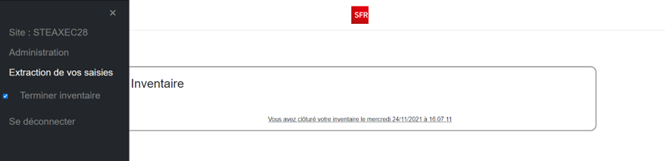 ×
SFR
Site : STEAXEC28
Administration
Extraction de vos saisies
Terminer inventaire
Se déconnecter
Inventaire
Vous avez clôturé votre inventaire le mercredi 24/11/2021 à 16.07.11